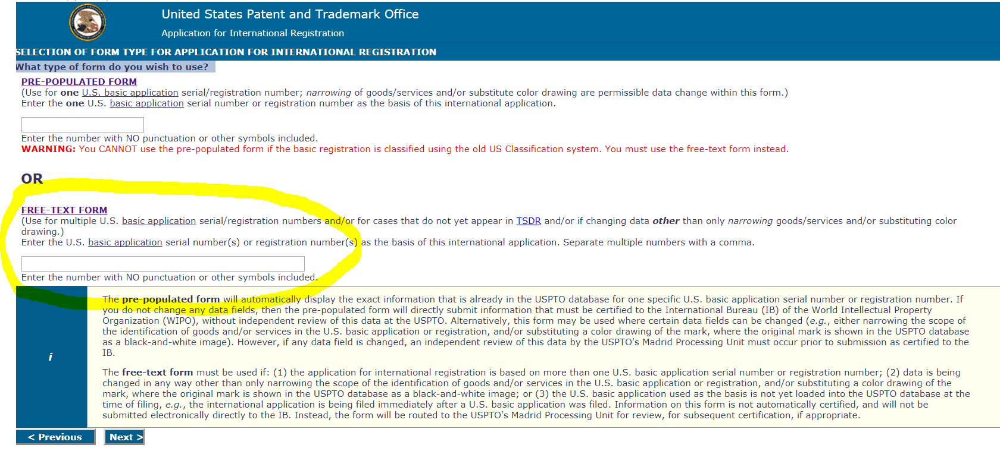 United States Patent and Trademark Office
Application for International Registration
SELECTION OF FORM TYPE FOR APPLICATION FOR INTERNATIONAL REGISTRATION
What type of form do you wish to use?
PRE-POPULATED FORM
(Use for one U.S. basic application serial/registration number; narrowing of goods/services and/or substitute color drawing are permissible data change within this form.)
Enter the one U.S. basic application serial number or registration number as the basis of this international application.
Enter the number with NO punctuation or other symbols included.
WARNING: You CANNOT use the pre-populated form if the basic registration is classified using the old US Classification system. You must use the free-text form instead.
OR
FREE-TEXT FORM
(Use for multiple U.S. basic application serial/registration numbers and/or for cases that do not yet appear in TSDR and/or if changing data other than only narrowing goods/services and/or substituting color
drawing.)
Enter the U.S. basic application serial number(s) or registration number(s) as the basis of this international application. Separate multiple numbers with a comma.
Enter the number with NO punctuation or other symbols included.
The pre-populated form will automatically display the exact information that is already in the USPTO database for one specific U.S. basic application serial number or registration number. If
you do not change any data fields, then the pre-populated form will directly submit information that must be certified to the International Bureau (IB) of the World Intellectual Property
Organization (WIPO), without independent review of this data at the USPTO. Alternatively, this form may be used where certain data fields can be changed (e.g., either narrowing the scope of
the identification of goods and/or services in the U.S. basic application or registration, and/or substituting a color drawing of the mark, where the original mark is shown in the USPTO database
as a black-and-white image). However, if any data field is changed, an independent review of this data by the USPTO's Madrid Processing Unit must occur prior to submission as certified to the
IB.
i
The free-text form must be used if: (1) the application for international registration is based on more than one U.S. basic application serial number or registration number; (2) data is being
changed in any way other than only narrowing the scope of the identification of goods and/or services in the U.S. basic application or registration, and/or substituting a color drawing of the
mark, where the original mark is shown in the USPTO database as a black-and-white image; or (3) the U.S. basic application used as the basis is not yet loaded into the USPTO database at the
time of filing, e.g., the international application is being filed immediately after a U.S. basic application was filed. Information on this form is not automatically certified, and will not be
submitted electronically directly to the IB. Instead, the form will be routed to the USPTO's Madrid Processing Unit for review, for subsequent certification, if appropriate.
< Previous
Next >